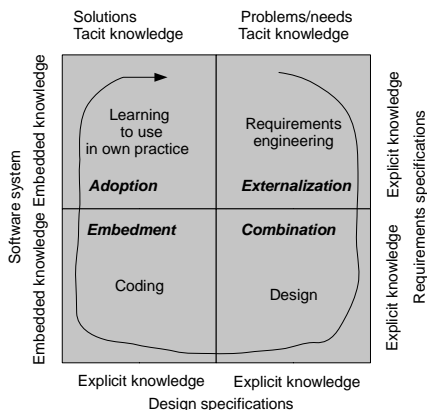 Solutions
Tacit knowledge
Problems/needs
Tacit knowledge
Software system
Embedded knowledge
Embedded knowledge
Learning
to use
in own practice
Adoption
Requirements
engineering
Externalization
Embedment
Coding
Combination
Design
Explicit knowledge
Explicit knowledge
Requirements specifications
Explicit knowledge
Explicit knowledge
Design specifications